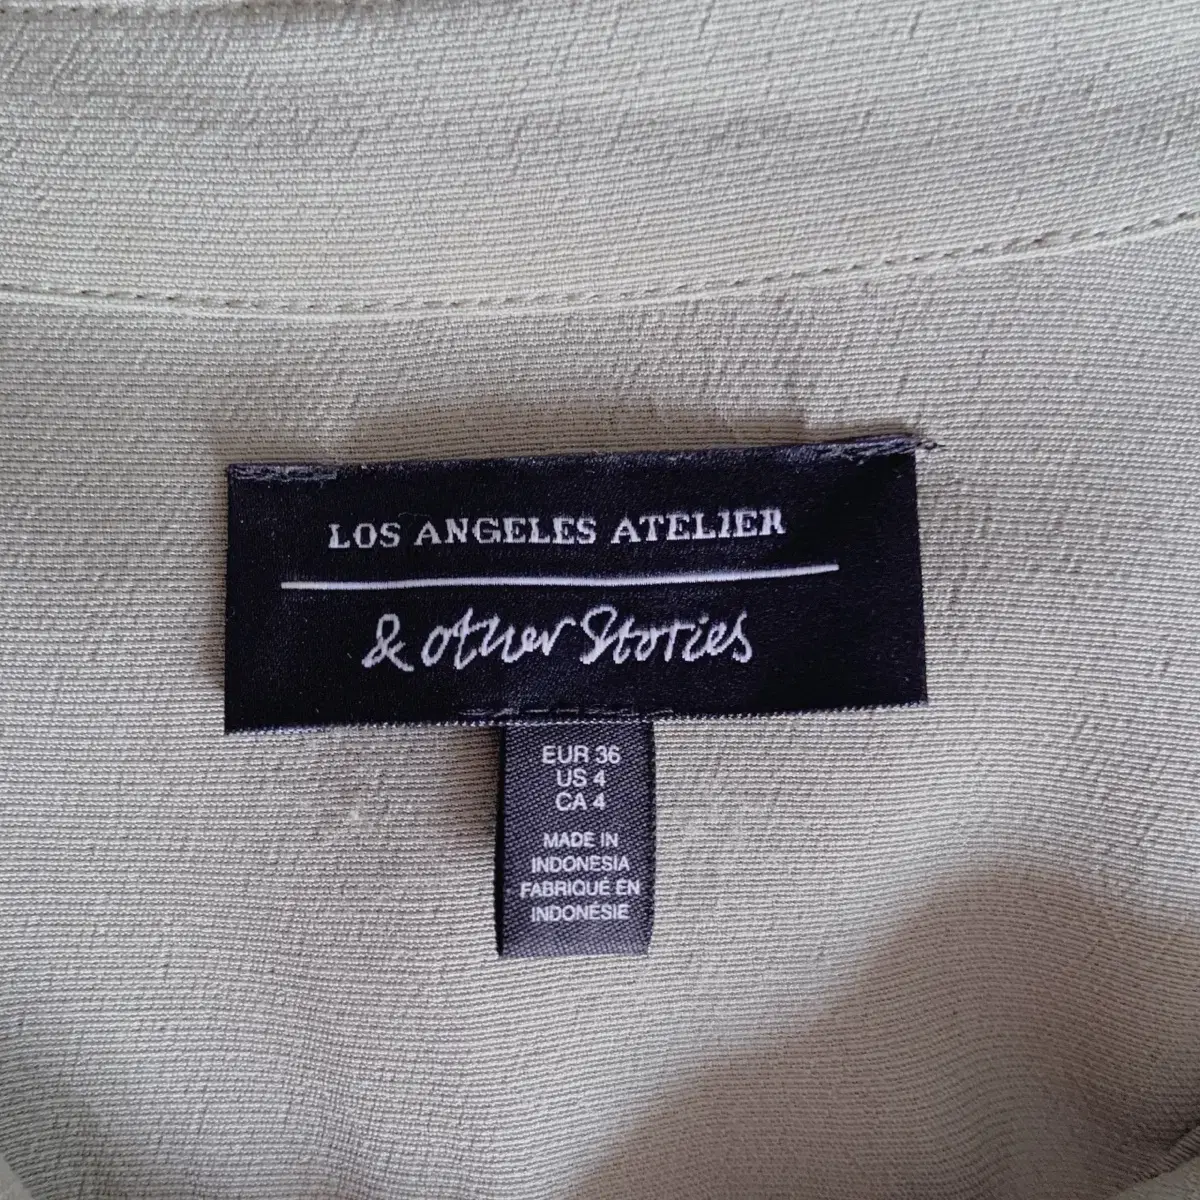 LOS ANGELES ATELIER
& other Stories
EUR 36
US 4
CA 4
MADE IN
INDONESIA
FABRIQUÉ EN
INDONÉSIE